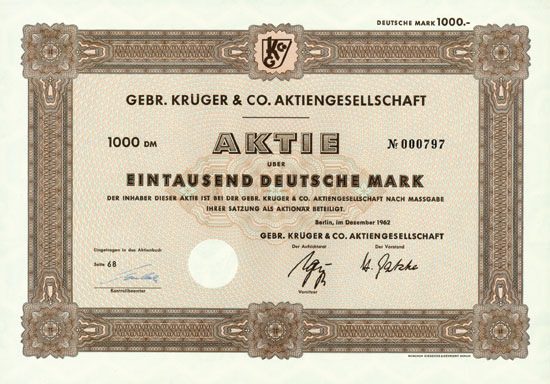 DEUTSCHE MARK 1000.-
GEBR. KRÜGER & CO. AKTIENGESELLSCHAFT
1000 DM
AKTIE
№ 000797
ÜBER
EINTAUSEND DEUTSCHE MARK
DER INHABER DIESER AKTIE IST BEI DER GEBR. KRÜGER & CO. AKTIENGESELLSCHAFT NACH MASSGABE
IHRER SATZUNG ALS AKTIONÄR BETEILIGT.
Berlin, im Dezember 1962
GEBR. KRÜGER & CO. AKTIENGESELLSCHAFT
Eingetragen in das Aktienbuch
Der Aufsichtsrat
Der Vorstand
Seite 68
Kontrollbeamter
Vorsitzer